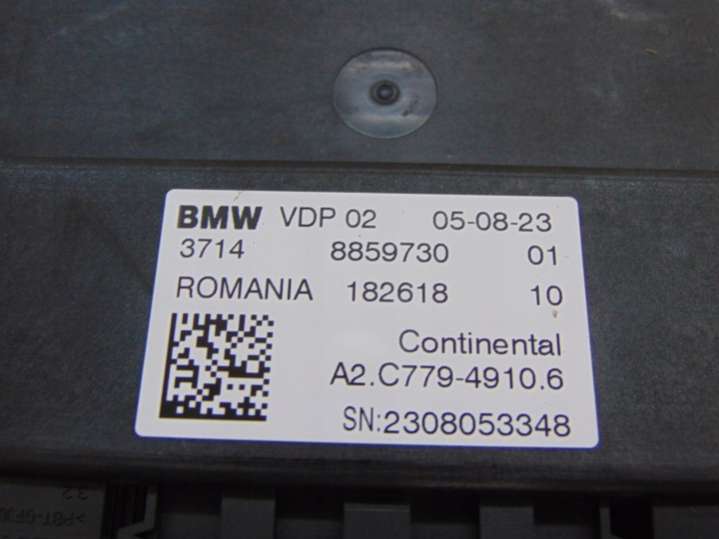 BMW VDP 02 05-08-23
3714 8859730 01
ROMANIA 182618 10
Continental
A2.C779-4910.6
SN:2308053348